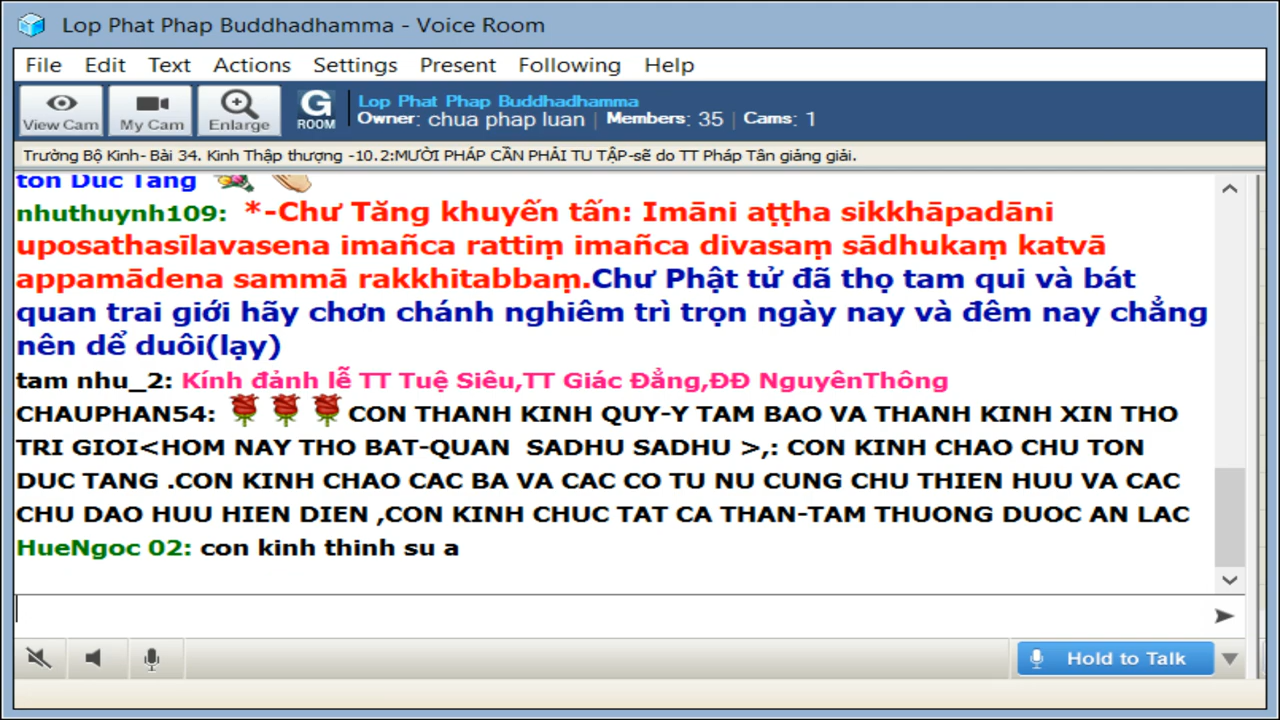 Lop Phat Phap Buddhadhamma - Voice Room
File Edit Text Actions Settings Present Following Help
View Cam My Cam Enlarge G ROOM
Lop Phat Phap Buddhadhamma
Owner: chua phap luan | Members: 35 | Cams: 1
Trường Bộ Kinh- Bài 34. Kinh Thập thượng -10.2:MƯỜI PHÁP CẦN PHẢI TU TẬP-sẽ do TT Pháp Tân giảng giải.
ton Duc Tang
nhuthuynh109: *-Chư Tăng khuyến tấn: Imāni aṭṭha sikkhāpadāni
uposathasīlavasena imañca rattiṃ imañca divasaṃ sādhukaṃ katvā
appamādena sammā rakkhitabbaṃ.Chư Phật tử đã thọ tam qui và bát
quan trai giới hãy chơn chánh nghiêm trì trọn ngày nay và đêm nay chẳng
nên dể duôi(lạy)
tam nhu_2: Kính đảnh lễ TT Tuệ Siêu,TT Giác Đẳng,ĐĐ NguyênThông
CHAUPHAN54: CON THANH KINH QUY-Y TAM BAO VA THANH KINH XIN THO
TRI GIOI<HOM NAY THO BAT-QUAN SADHU SADHU >,: CON KINH CHAO CHU TON
DUC TANG .CON KINH CHAO CAC BA VA CAC CO TU NU CUNG CHU THIEN HUU VA CAC
CHU DAO HUU HIEN DIEN ,CON KINH CHUC TAT CA THAN-TAM THUONG DUOC AN LAC
HueNgoc 02: con kinh thinh su a
Hold to Talk